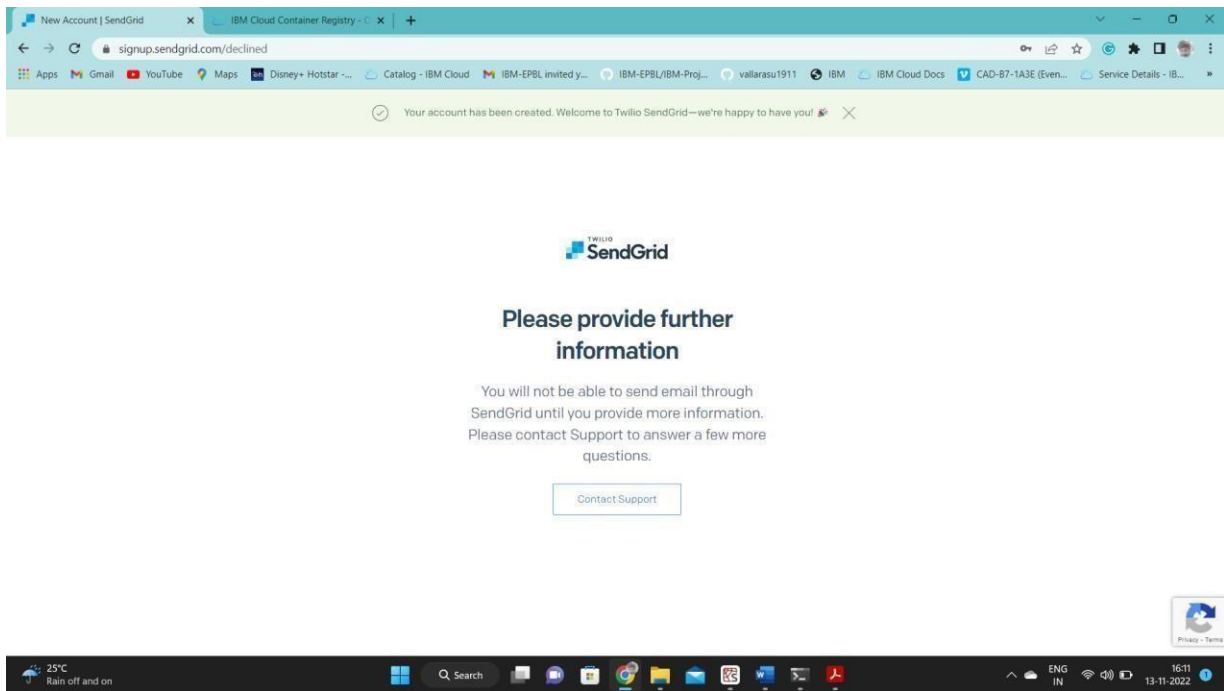 New Account | SendGrid
IBM Cloud Container Registry -
signup.sendgrid.com/declined
Apps Gmail YouTube Maps Disney+ Hotstar -... Catalog - IBM Cloud IBM-EPBL invited y... IBM-EPBL/IBM-Proj... vallarasu1911 IBM IBM Cloud Docs CAD-B7-1A3E (Even... Service Details - IB... »
Your account has been created. Welcome to Twilio SendGrid—we're happy to have you! 🎉
TWILIO
SendGrid
Please provide further
information
You will not be able to send email through
SendGrid until you provide more information.
Please contact Support to answer a few more
questions.
Contact Support
Privacy - Terms
25°C
Rain off and on
Search
ENG
IN
16:11
13-11-2022
1